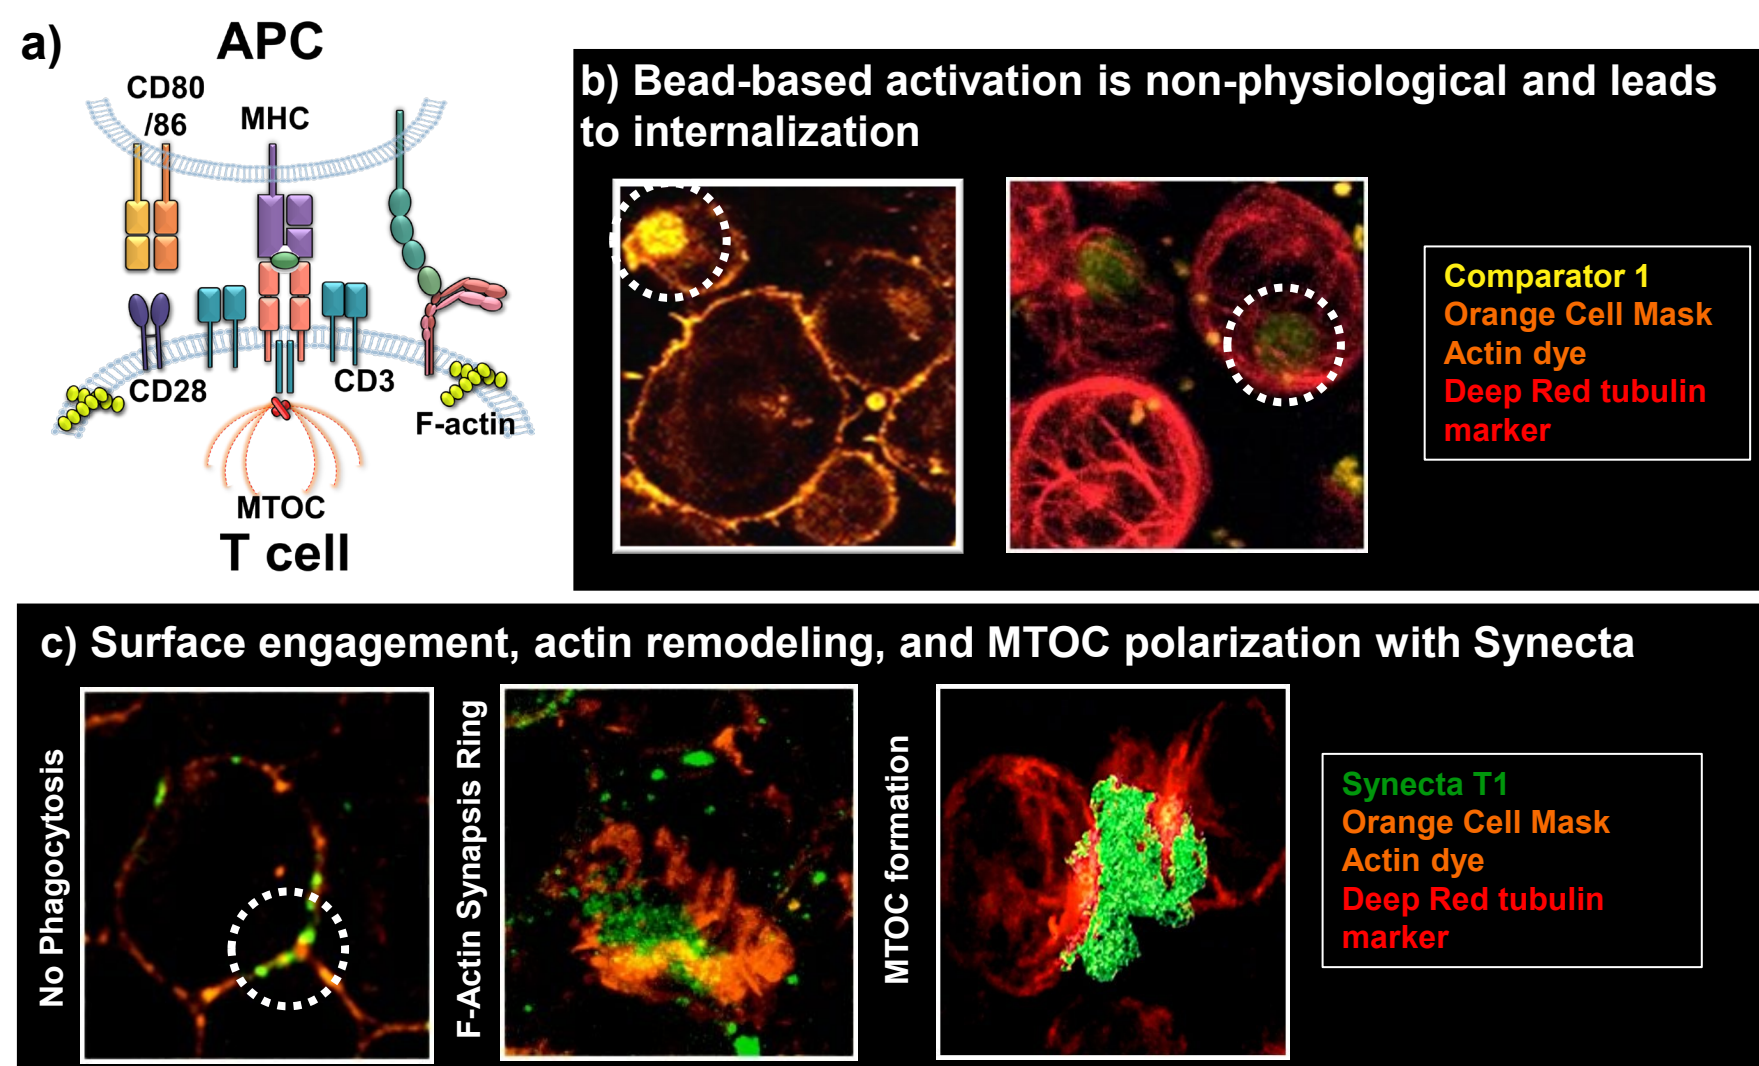 a)
APC
CD80
/86
MHC
CD28
CD3
F-actin
MTOC
T cell
b) Bead-based activation is non-physiological and leads
to internalization
Comparator 1
Orange Cell Mask
Actin dye
Deep Red tubulin
marker
c) Surface engagement, actin remodeling, and MTOC polarization with Synecta
No Phagocytosis
F-Actin Synapsis Ring
MTOC formation
Synecta T1
Orange Cell Mask
Actin dye
Deep Red tubulin
marker